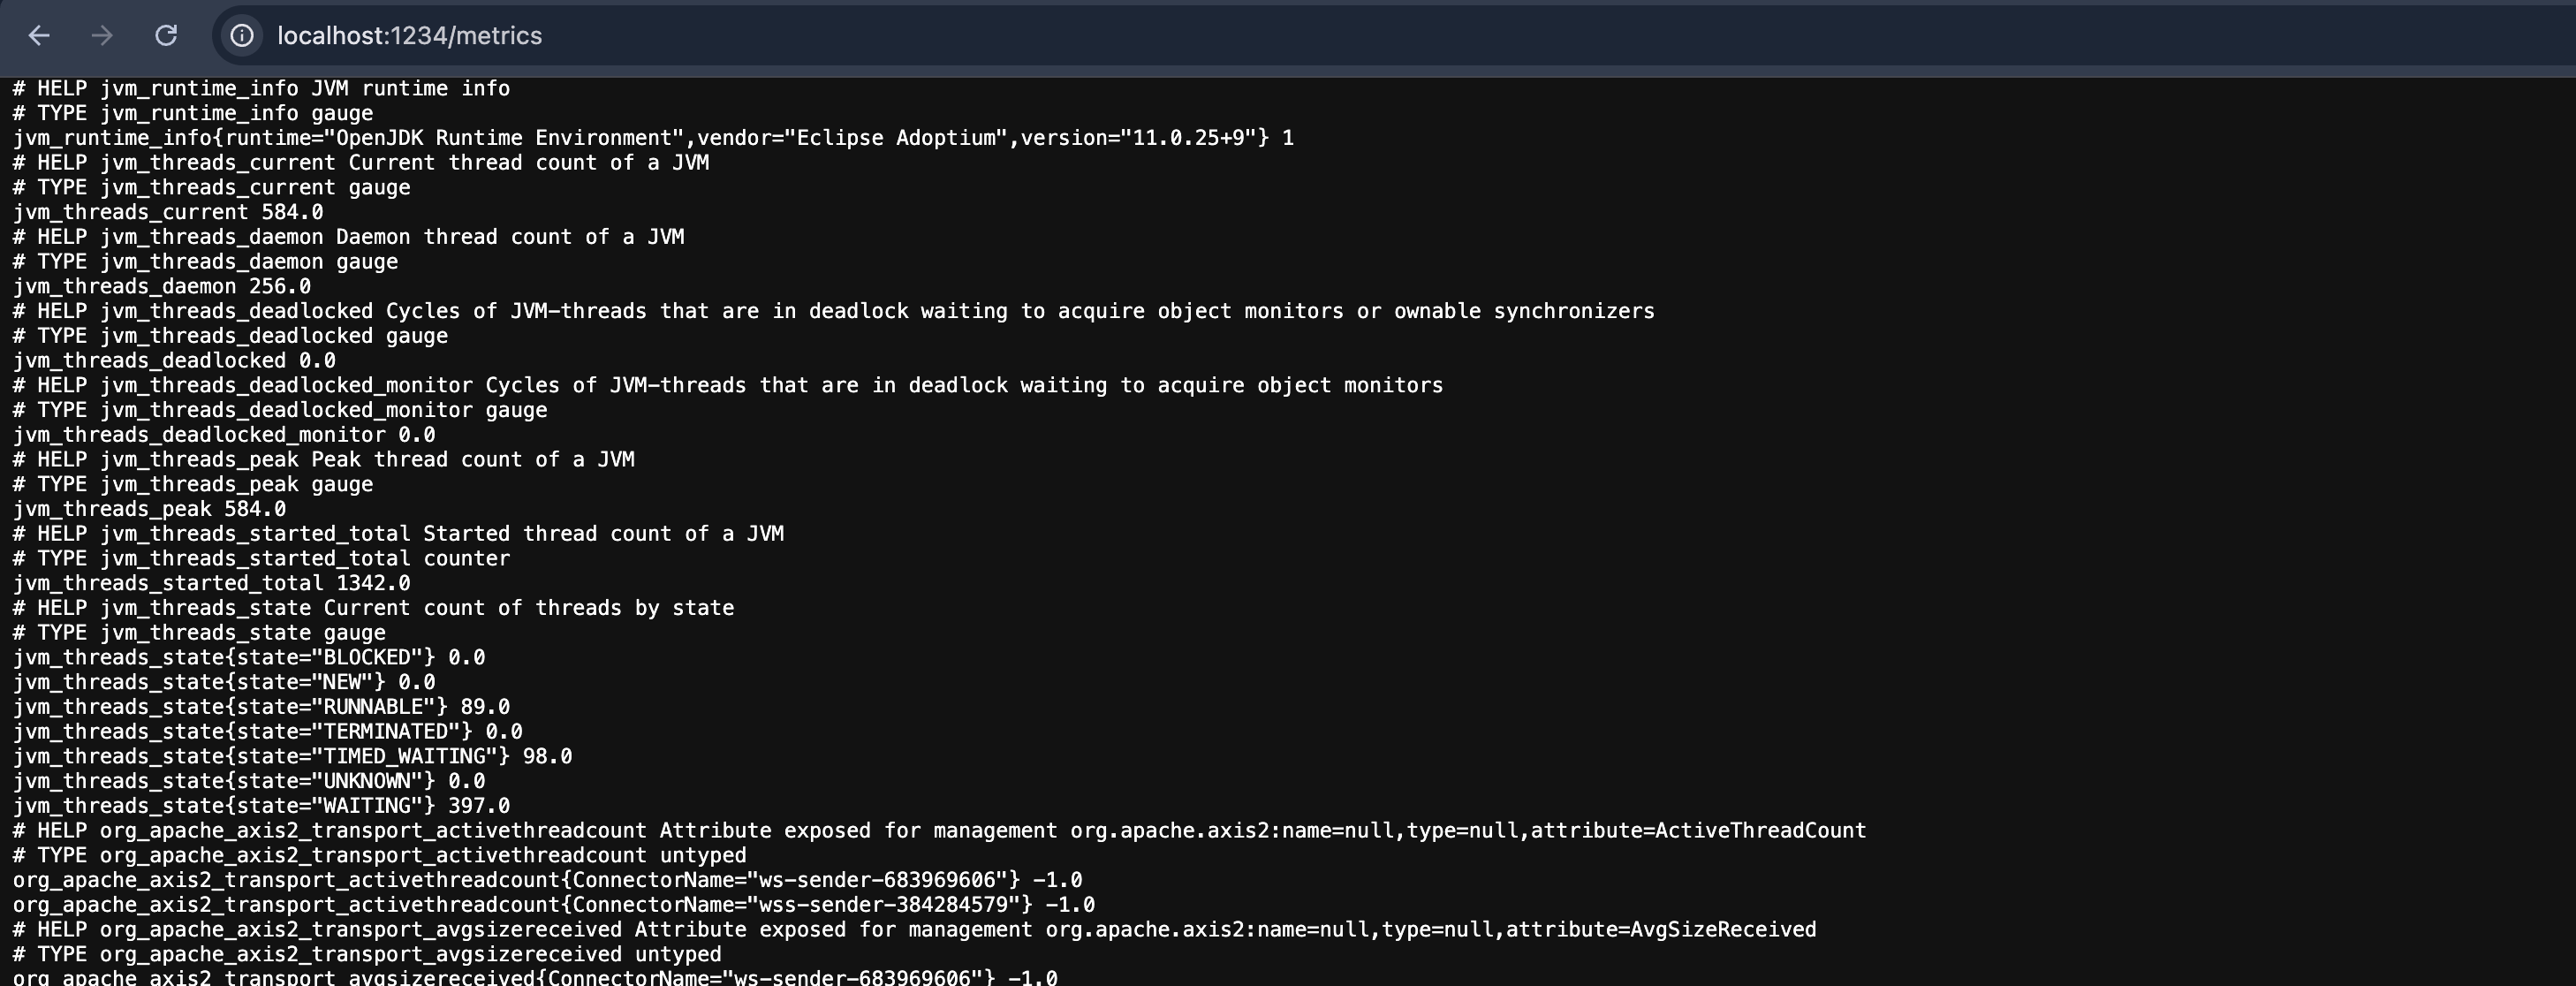 localhost:1234/metrics
# HELP jvm_runtime_info JVM runtime info
# TYPE jvm_runtime_info gauge
jvm_runtime_info{runtime="OpenJDK Runtime Environment",vendor="Eclipse Adoptium",version="11.0.25+9"} 1
# HELP jvm_threads_current Current thread count of a JVM
# TYPE jvm_threads_current gauge
jvm_threads_current 584.0
# HELP jvm_threads_daemon Daemon thread count of a JVM
# TYPE jvm_threads_daemon gauge
jvm_threads_daemon 256.0
# HELP jvm_threads_deadlocked Cycles of JVM-threads that are in deadlock waiting to acquire object monitors or ownable synchronizers
# TYPE jvm_threads_deadlocked gauge
jvm_threads_deadlocked 0.0
# HELP jvm_threads_deadlocked_monitor Cycles of JVM-threads that are in deadlock waiting to acquire object monitors
# TYPE jvm_threads_deadlocked_monitor gauge
jvm_threads_deadlocked_monitor 0.0
# HELP jvm_threads_peak Peak thread count of a JVM
# TYPE jvm_threads_peak gauge
jvm_threads_peak 584.0
# HELP jvm_threads_started_total Started thread count of a JVM
# TYPE jvm_threads_started_total counter
jvm_threads_started_total 1342.0
# HELP jvm_threads_state Current count of threads by state
# TYPE jvm_threads_state gauge
jvm_threads_state{state="BLOCKED"} 0.0
jvm_threads_state{state="NEW"} 0.0
jvm_threads_state{state="RUNNABLE"} 89.0
jvm_threads_state{state="TERMINATED"} 0.0
jvm_threads_state{state="TIMED_WAITING"} 98.0
jvm_threads_state{state="UNKNOWN"} 0.0
jvm_threads_state{state="WAITING"} 397.0
# HELP org_apache_axis2_transport_activethreadcount Attribute exposed for management org.apache.axis2:name=null,type=null,attribute=ActiveThreadCount
# TYPE org_apache_axis2_transport_activethreadcount untyped
org_apache_axis2_transport_activethreadcount{ConnectorName="ws-sender-683969606"} -1.0
org_apache_axis2_transport_activethreadcount{ConnectorName="wss-sender-384284579"} -1.0
# HELP org_apache_axis2_transport_avgsizereceived Attribute exposed for management org.apache.axis2:name=null,type=null,attribute=AvgSizeReceived
# TYPE org_apache_axis2_transport_avgsizereceived untyped
org_apache_axis2_transport_avgsizereceived{ConnectorName="ws-sender-683969606"} -1.0